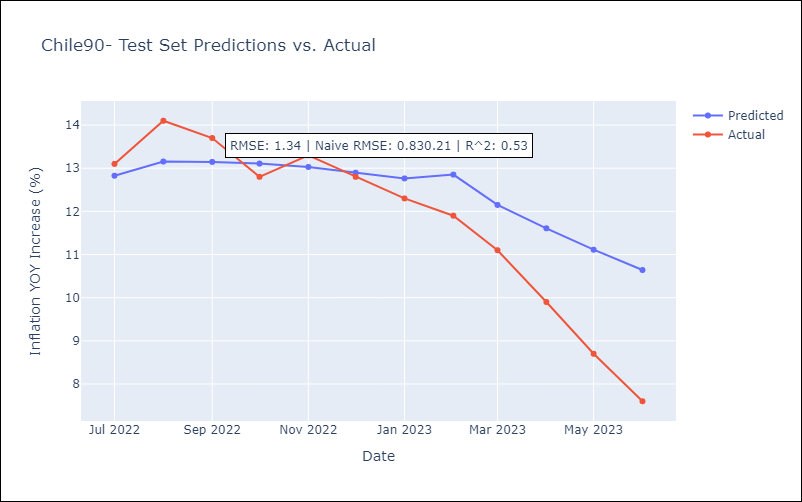 Chile90- Test Set Predictions vs. Actual
Predicted
Actual
RMSE: 1.34 | Naive RMSE: 0.830.21 | R^2: 0.53
Inflation YOY Increase (%)
14
13
12
11
10
9
8
Jul 2022 Sep 2022 Nov 2022 Jan 2023 Mar 2023 May 2023
Date